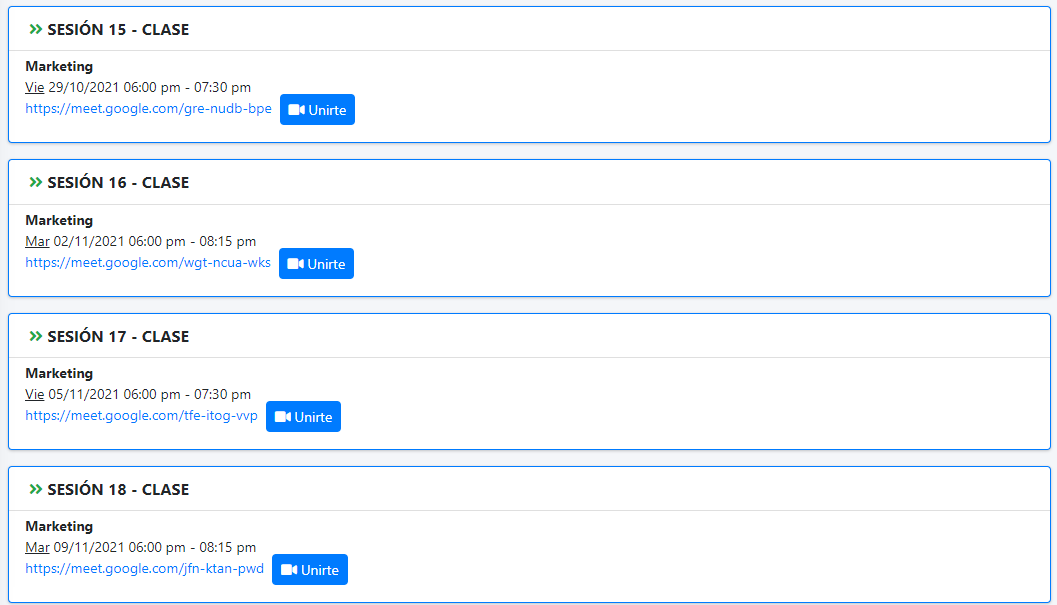 SESIÓN 15 - CLASE
Marketing
Vie 29/10/2021 06:00 pm - 07:30 pm
https://meet.google.com/gre-nudb-bpe Unirte
SESIÓN 16 - CLASE
Marketing
Mar 02/11/2021 06:00 pm - 08:15 pm
https://meet.google.com/wgt-ncua-wks Unirte
SESIÓN 17 - CLASE
Marketing
Vie 05/11/2021 06:00 pm - 07:30 pm
https://meet.google.com/tfe-itog-vvp Unirte
SESIÓN 18 - CLASE
Marketing
Mar 09/11/2021 06:00 pm - 08:15 pm
https://meet.google.com/jfn-ktan-pwd Unirte